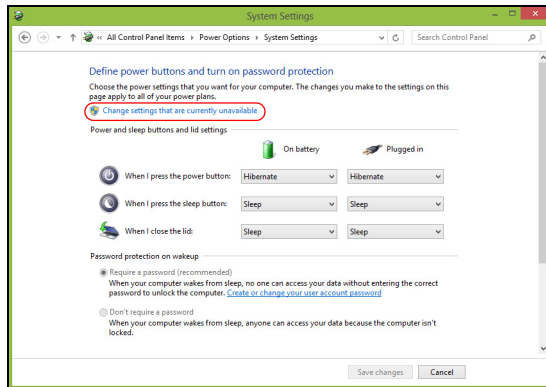 System Settings
« All Control Panel Items Power Options System Settings
Search Control Panel
Define power buttons and turn on password protection
Choose the power settings that you want for your computer. The changes you make to the settings on this
page apply to all of your power plans.
Change settings that are currently unavailable
Power and sleep buttons and lid settings
On battery Plugged in
When I press the power button: Hibernate Hibernate
When I press the sleep button: Sleep Sleep
When I close the lid: Sleep Sleep
Password protection on wakeup
Require a password (recommended)
When your computer wakes from sleep, no one can access your data without entering the correct
password to unlock the computer. Create or change your user account password
Don't require a password
When your computer wakes from sleep, anyone can access your data because the computer isn't
locked.
Save changes Cancel